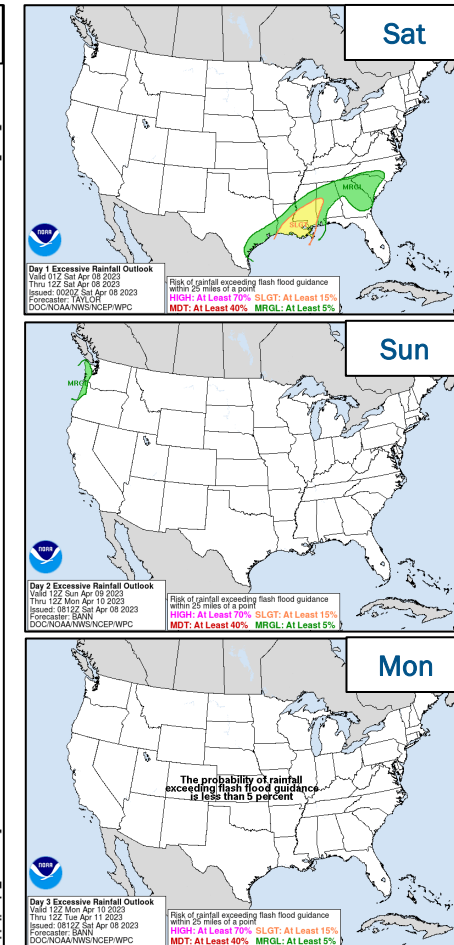 Sat
MRGL
SLGT
NOAA
Day 1 Excessive Rainfall Outlook
Valid 01Z Sat Apr 08 2023
Thru 12Z Sat Apr 08 2023
Issued: 0020Z Sat Apr 08 2023
Forecaster: TAYLOR
DOC/NOAA/NWS/NCEP/WPC
Risk of rainfall exceeding flash flood guidance
within 25 miles of a point
HIGH: At Least 70% SLGT: At Least 15%
MDT: At Least 40% MRGL: At Least 5%
Sun
MRGL
NOAA
Day 2 Excessive Rainfall Outlook
Valid 12Z Sun Apr 09 2023
Thru 12Z Mon Apr 10 2023
Issued: 0812Z Sat Apr 08 2023
Forecaster: BANN
DOC/NOAA/NWS/NCEP/WPC
Risk of rainfall exceeding flash flood guidance
within 25 miles of a point
HIGH: At Least 70% SLGT: At Least 15%
MDT: At Least 40% MRGL: At Least 5%
Mon
The probability of rainfall
exceeding flash flood guidance
is less than 5 percent
NOAA
Day 3 Excessive Rainfall Outlook
Valid 12Z Mon Apr 10 2023
Thru 12Z Tue Apr 11 2023
Issued: 0812Z Sat Apr 08 2023
Forecaster: BANN
DOC/NOAA/NWS/NCEP/WPC
Risk of rainfall exceeding flash flood guidance
within 25 miles of a point
HIGH: At Least 70% SLGT: At Least 15%
MDT: At Least 40% MRGL: At Least 5%